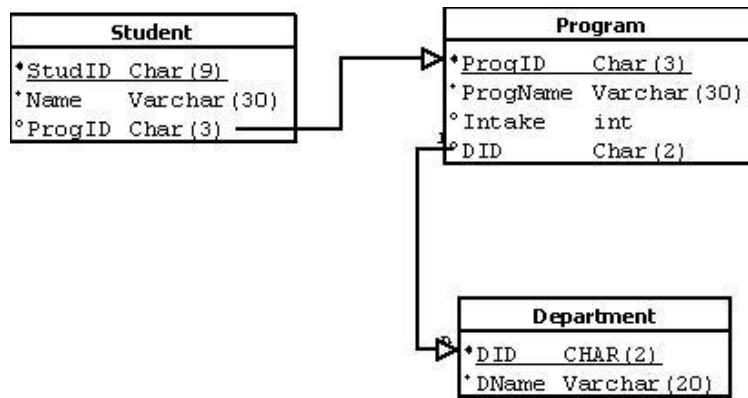 Student
StudID Char(9)
Name Varchar(30)
ProgID Char(3)
Program
ProgID Char(3)
ProgName Varchar(30)
Intake int
DID Char(2)
Department
DID CHAR(2)
DName Varchar(20)